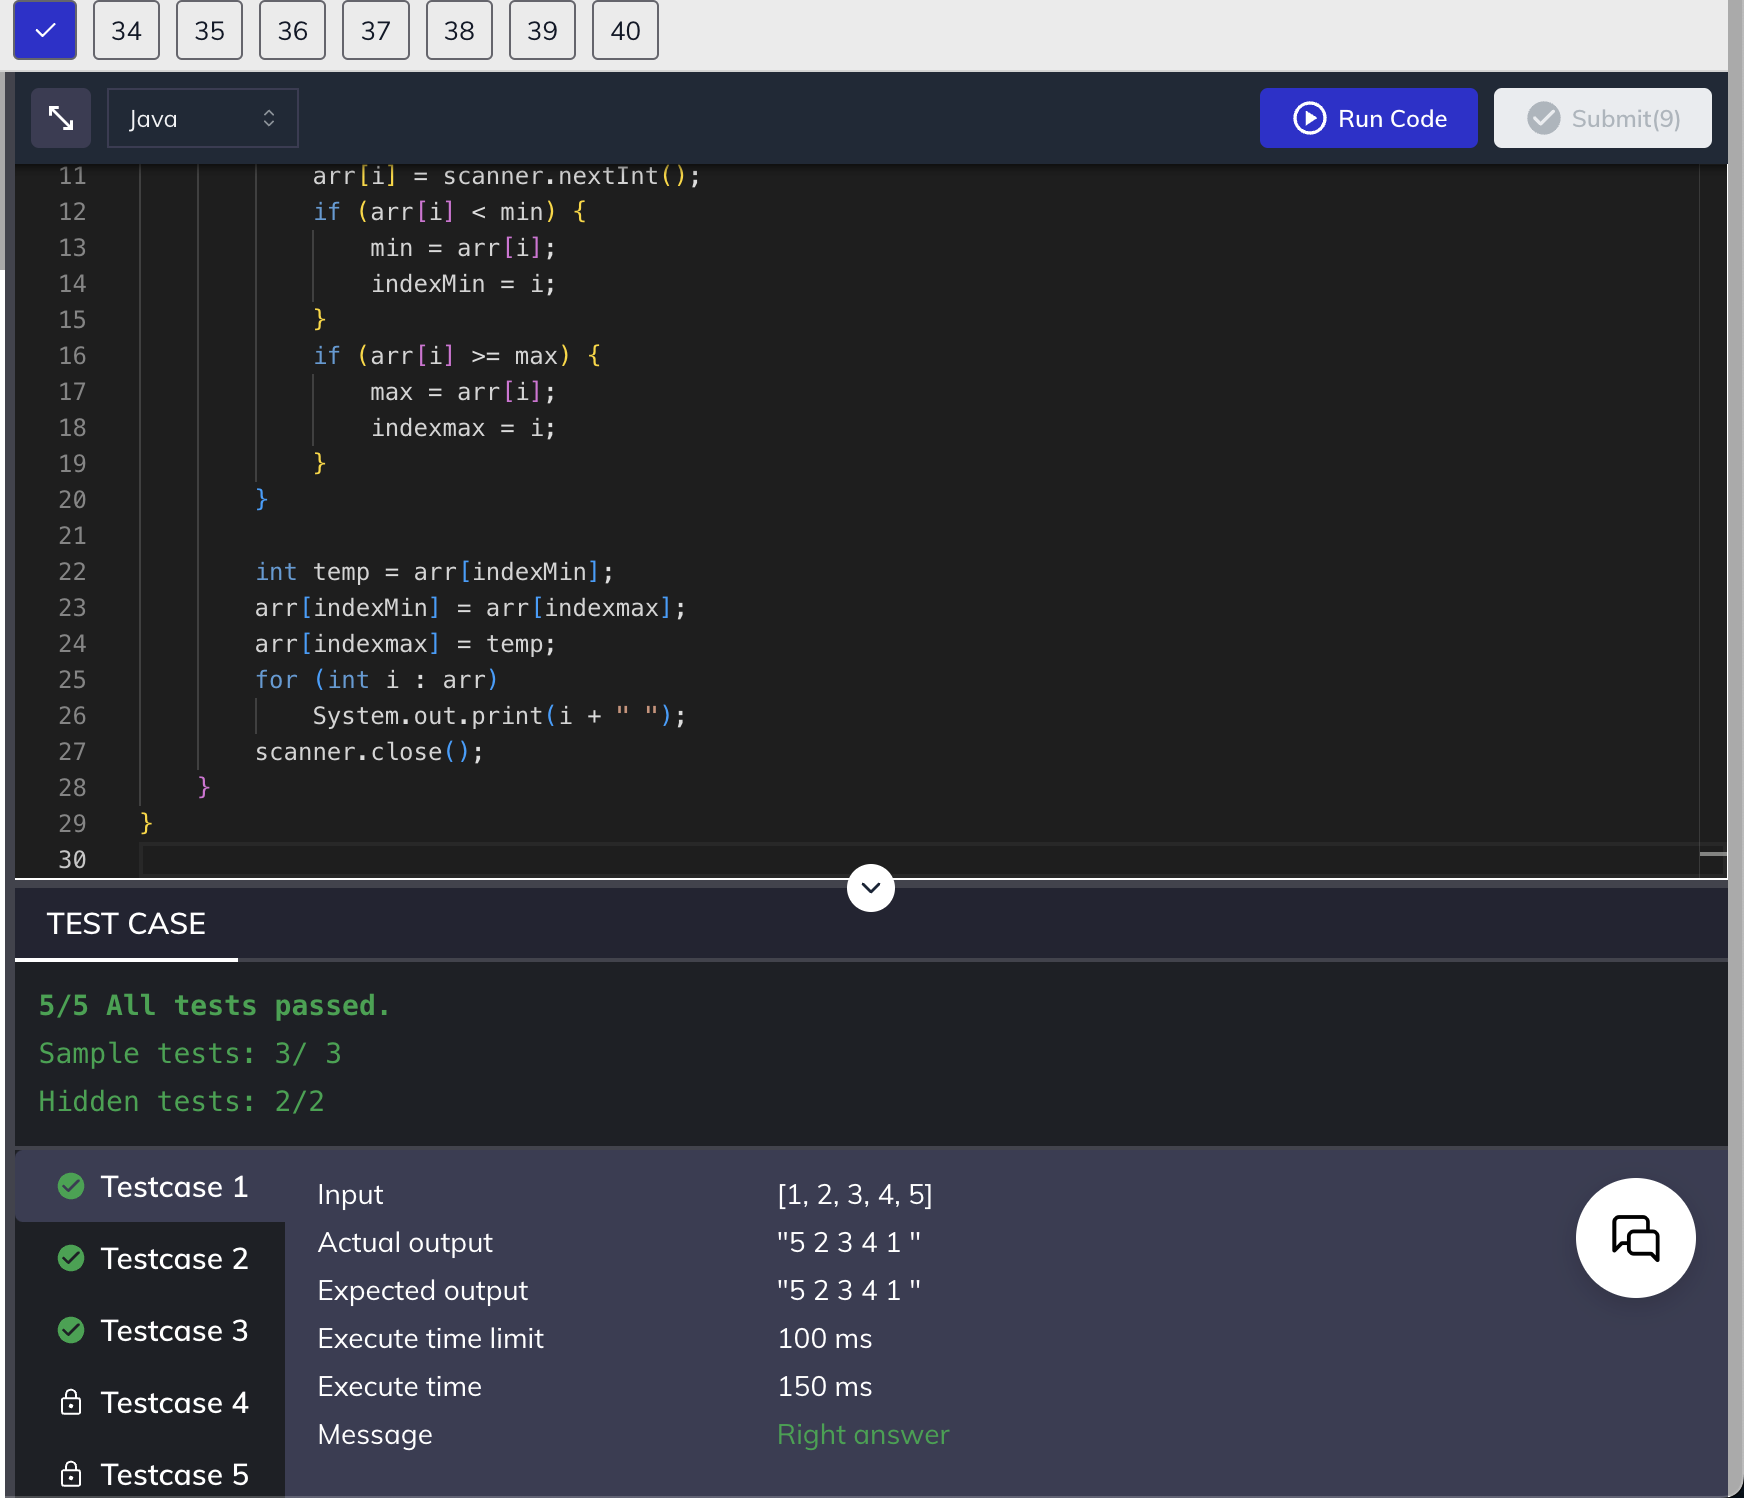 34 35 36 37 38 39 40
Java Run Code Submit(9)
11 arr[i] = scanner.nextInt();
12 if (arr[i] < min) {
13 min = arr[i];
14 indexMin = i;
15 }
16 if (arr[i] >= max) {
17 max = arr[i];
18 indexmax = i;
19 }
20 }
21
22 int temp = arr[indexMin];
23 arr[indexMin] = arr[indexmax];
24 arr[indexmax] = temp;
25 for (int i : arr)
26 System.out.print(i + " ");
27 scanner.close();
28 }
29 }
30
TEST CASE
5/5 All tests passed.
Sample tests: 3/ 3
Hidden tests: 2/2
Testcase 1
Testcase 2
Testcase 3
Testcase 4
Testcase 5
Input [1, 2, 3, 4, 5]
Actual output "5 2 3 4 1 "
Expected output "5 2 3 4 1 "
Execute time limit 100 ms
Execute time 150 ms
Message Right answer